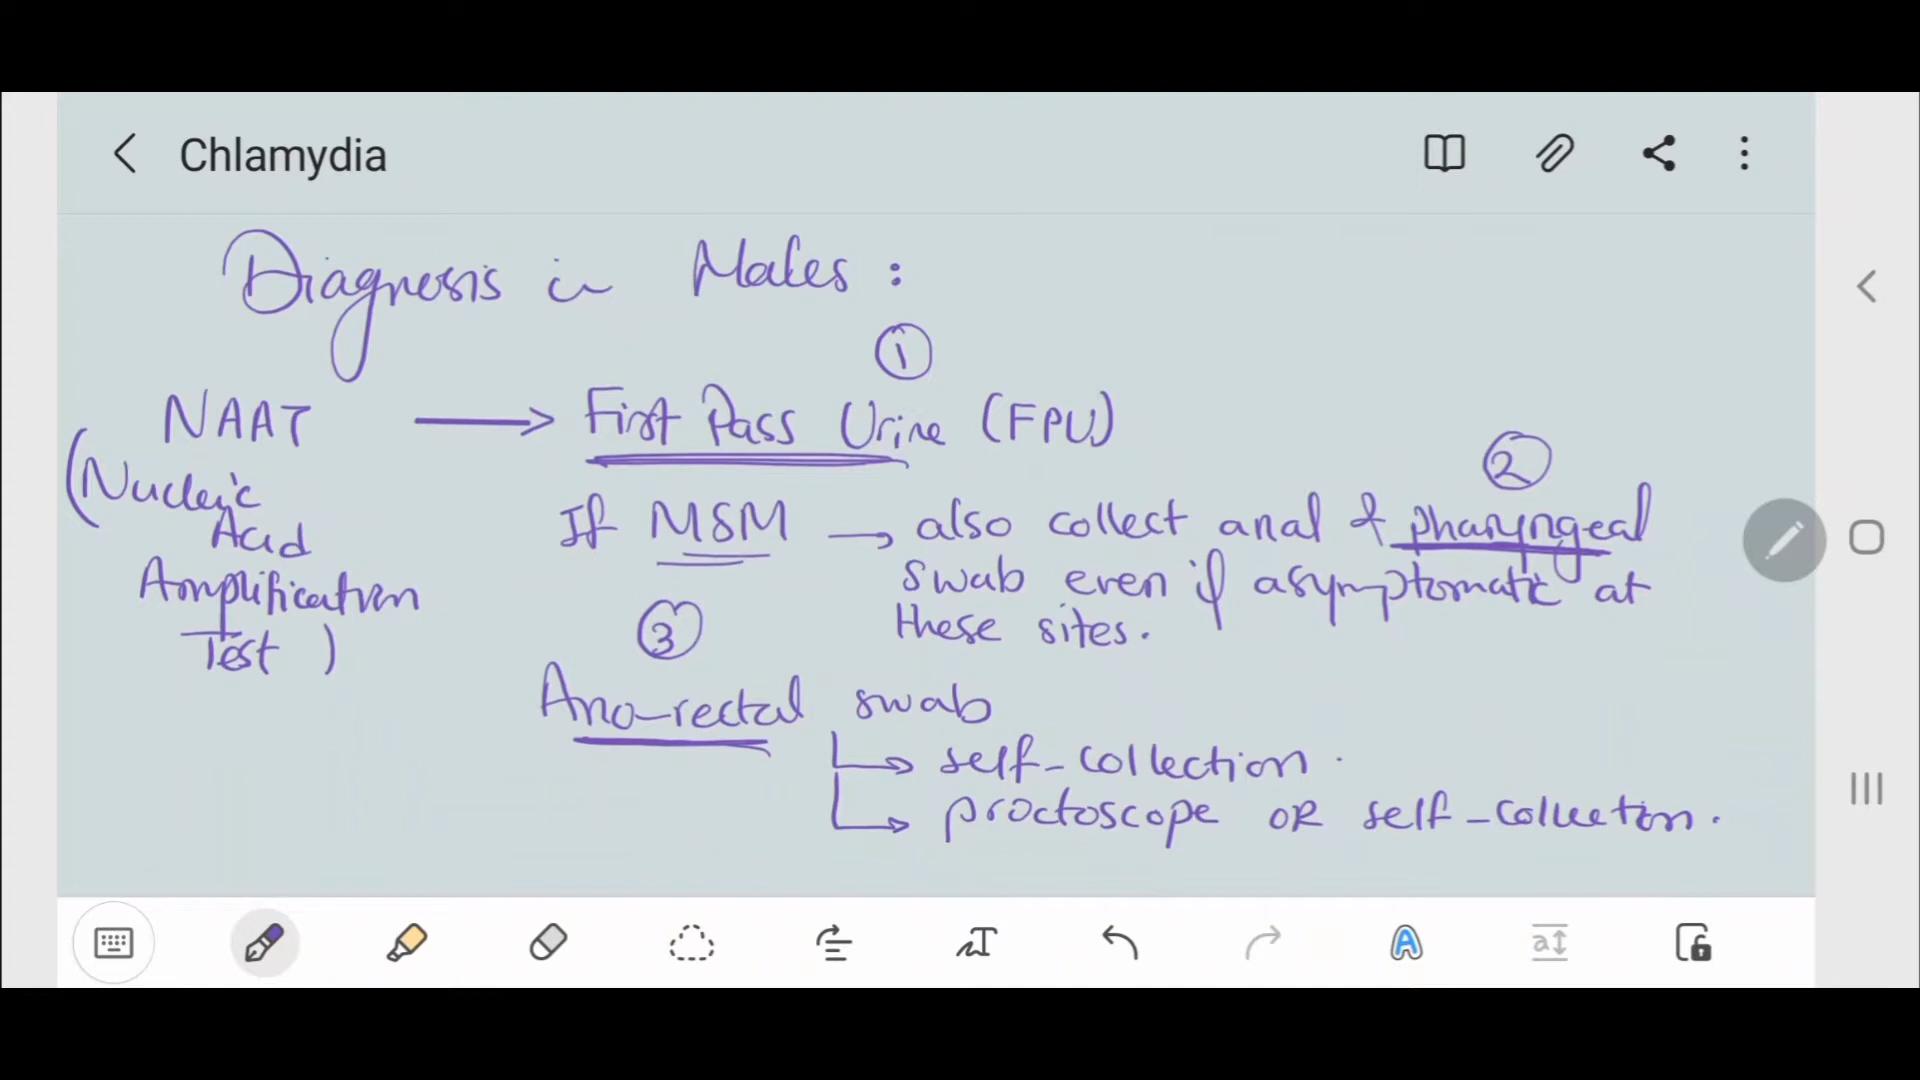 Chlamydia
Diagnosis in Males :
1
NAAT → First Pass Urine (FPU)
(Nucleic
Acid
Amplification
Test )
2
If MSM → also collect anal & pharyngeal
swab even if asymptomatic at
these sites.
3
Ano-rectal swab
→ self-collection.
→ proctoscope OR self-collection.